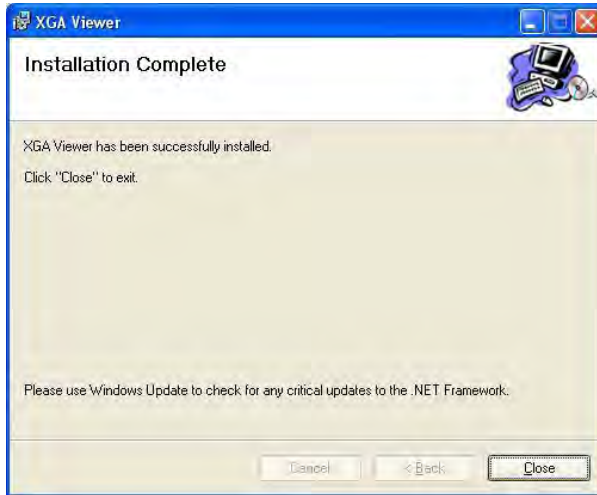 XGA Viewer
Installation Complete
XGA Viewer has been successfully installed.
Click "Close" to exit.
Please use Windows Update to check for any critical updates to the .NET Framework.
Cancel
< Back
Close